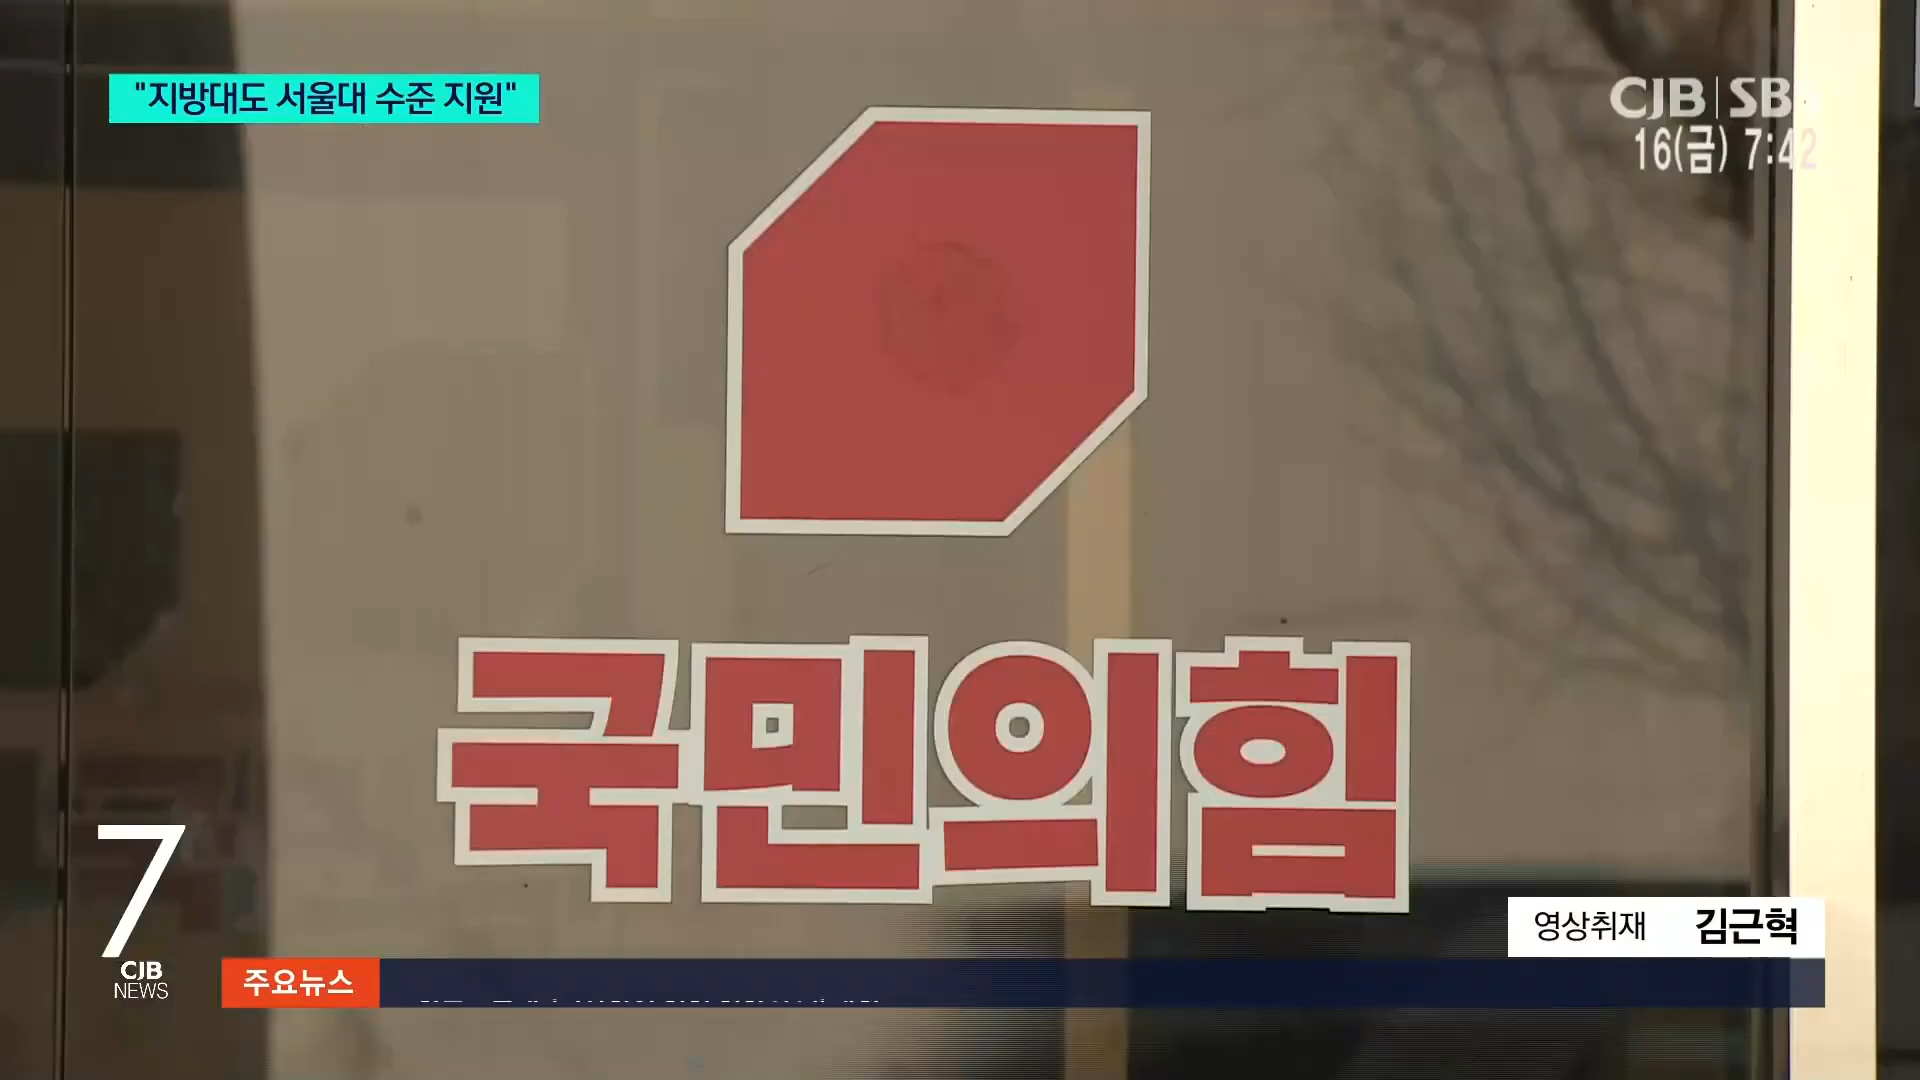 "지방대도 서울대 수준 지원"
CJB SBS
16(금) 7:42
국민의힘
영상취재 김근혁
7
CJB
NEWS
주요뉴스